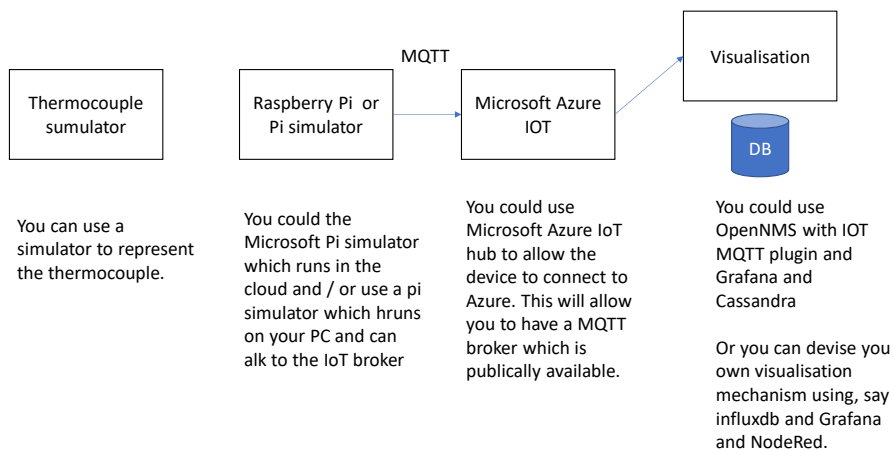 MQTT
Thermocouple
sumulator
Raspberry Pi or
Pi simulator
Microsoft Azure
IOT
Visualisation
DB
You can use a
simulator to represent
the thermocouple.
You could the
Microsoft Pi simulator
which runs in the
cloud and / or use a pi
simulator which hruns
on your PC and can
alk to the IoT broker
You could use
Microsoft Azure IoT
hub to allow the
device to connect to
Azure. This will allow
you to have a MQTT
broker which is
publically available.
You could use
OpenNMS with IOT
MQTT plugin and
Grafana and
Cassandra
Or you can devise you
own visualisation
mechanism using, say
influxdb and Grafana
and NodeRed.